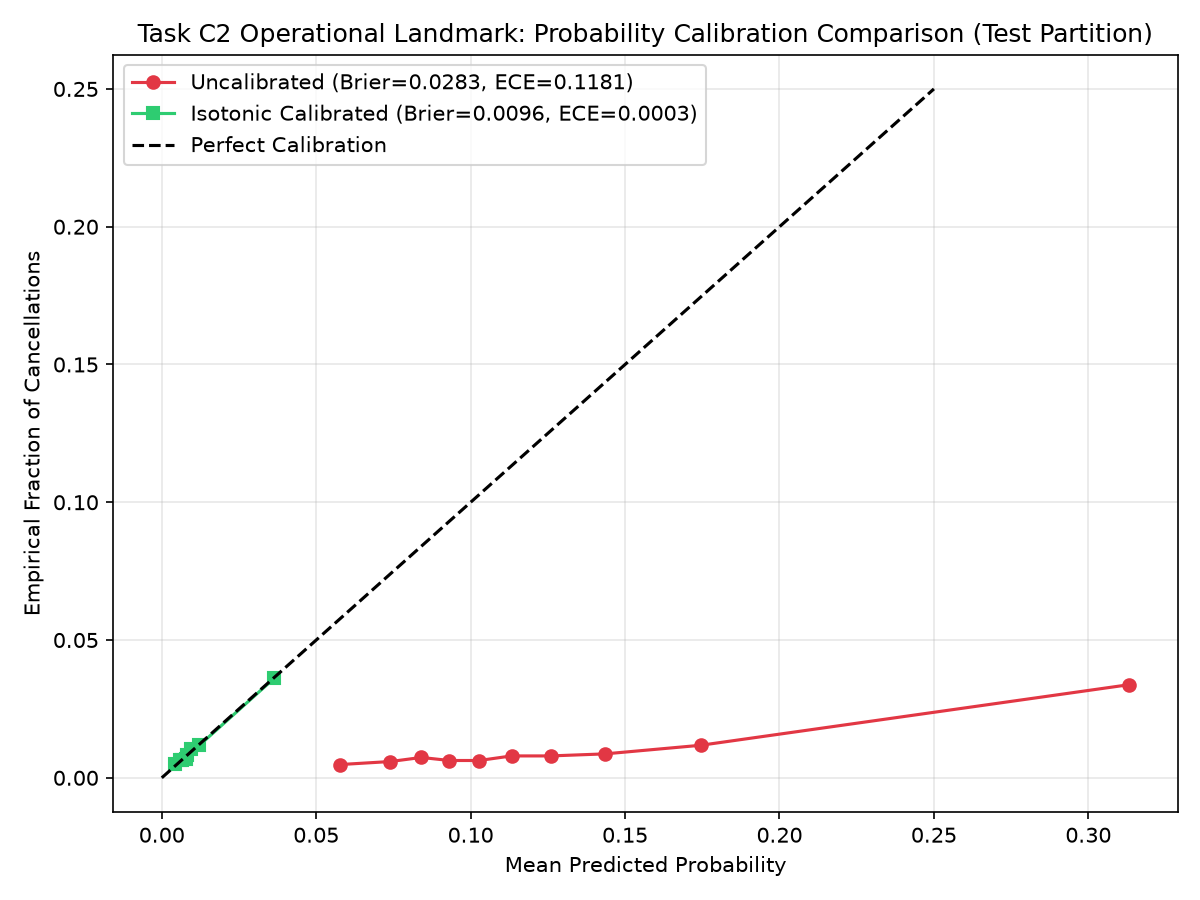 Task C2 Operational Landmark: Probability Calibration Comparison (Test Partition)
Uncalibrated (Brier=0.0283, ECE=0.1181)
Isotonic Calibrated (Brier=0.0096, ECE=0.0003)
Perfect Calibration
Empirical Fraction of Cancellations
0.25
0.20
0.15
0.10
0.05
0.00
0.00 0.05 0.10 0.15 0.20 0.25 0.30
Mean Predicted Probability